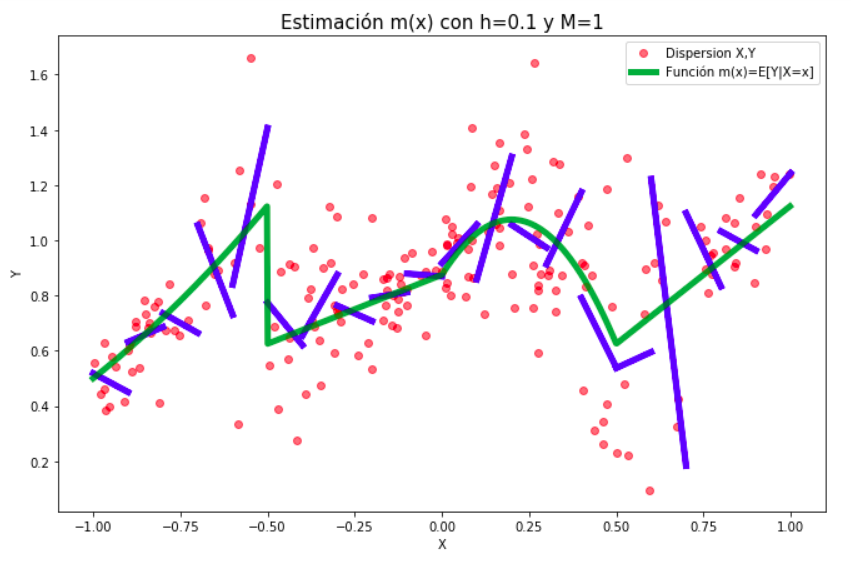 Estimación m(x) con h=0.1 y M=1
Dispersion X,Y
Función m(x)=E[Y|X=x]
1.6
1.4
1.2
1.0
0.8
0.6
0.4
0.2
Y
−1.00 −0.75 −0.50 −0.25 0.00 0.25 0.50 0.75 1.00
X